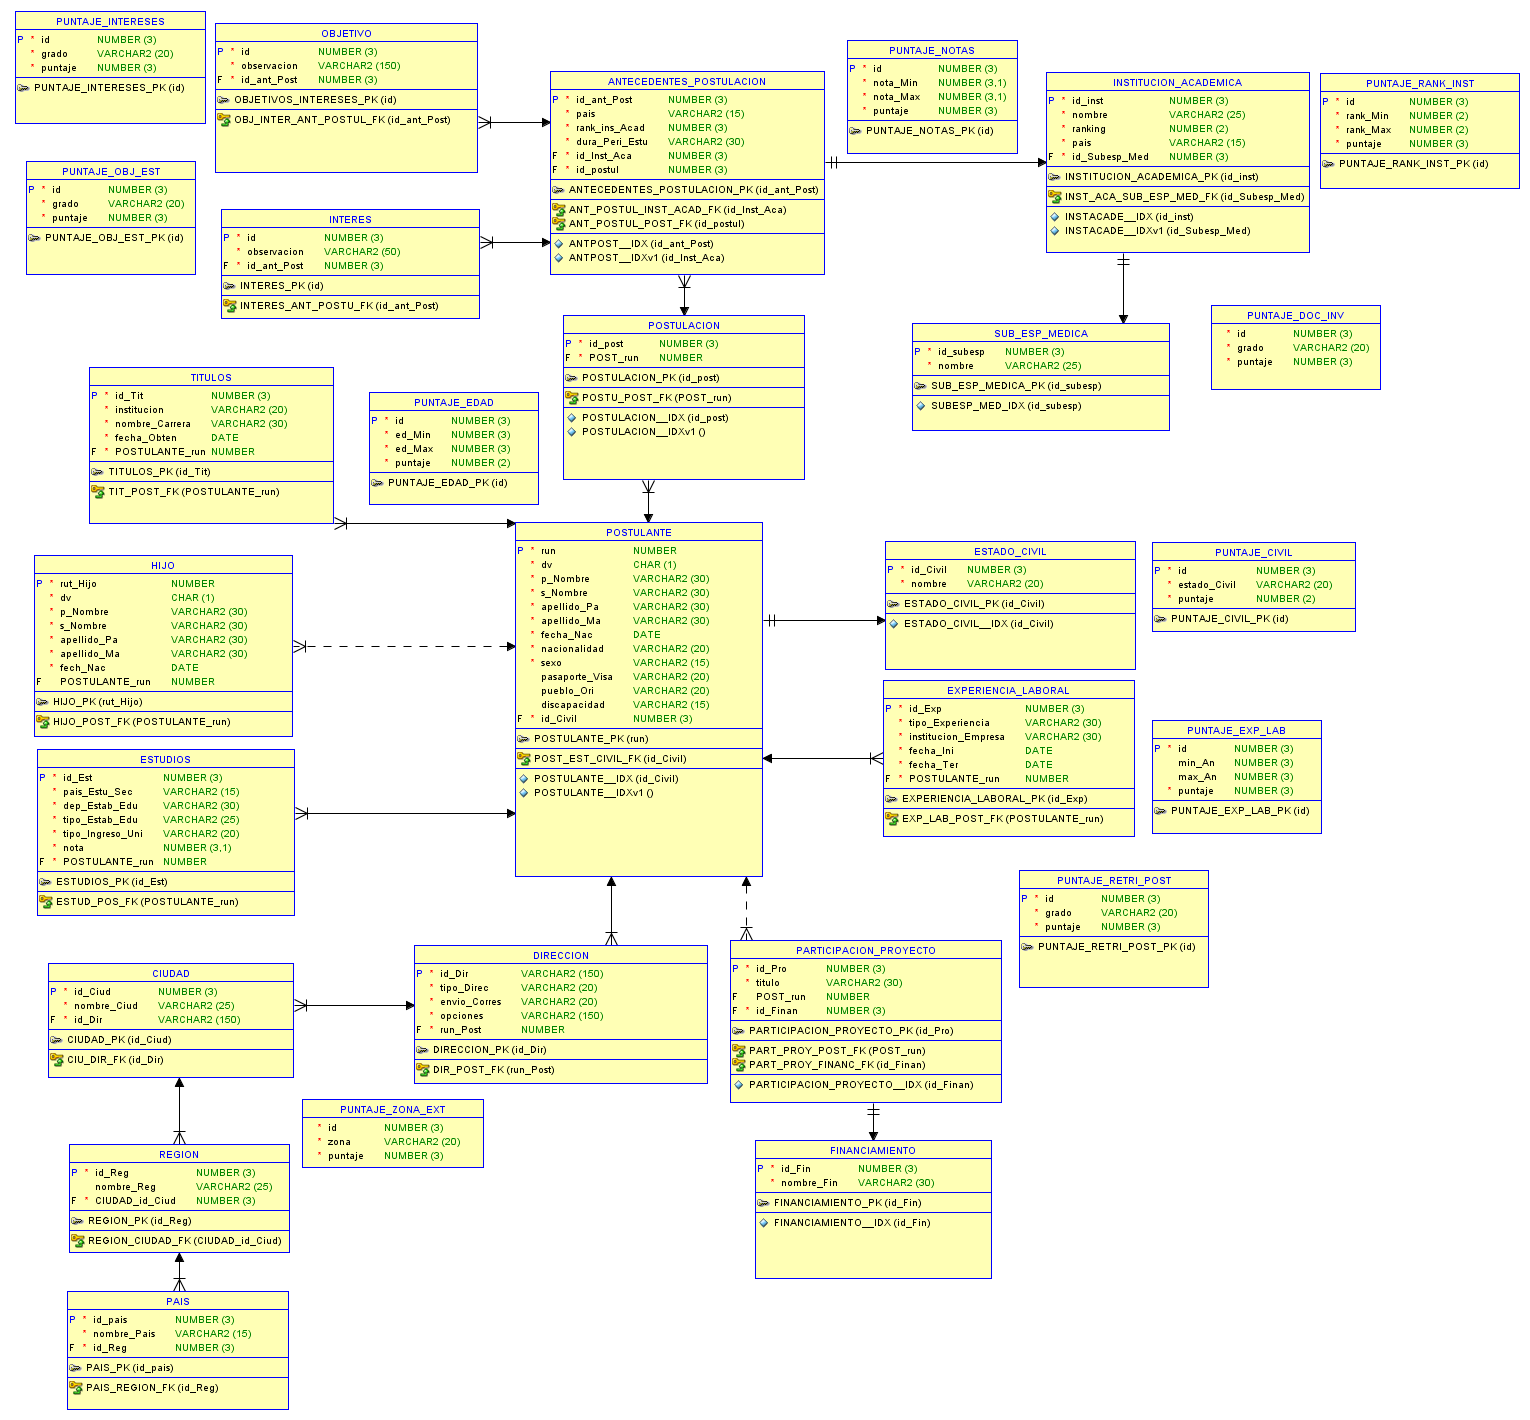 PUNTAJE_INTERESES
P * id NUMBER (3)
* grado VARCHAR2 (20)
* puntaje NUMBER (3)
PUNTAJE_INTERESES_PK (id)
OBJETIVO
P * id NUMBER (3)
* observacion VARCHAR2 (150)
F * id_ant_Post NUMBER (3)
OBJETIVOS_INTERESES_PK (id)
OBJ_INTER_ANT_POSTUL_FK (id_ant_Post)
ANTECEDENTES_POSTULACION
P * id_ant_Post NUMBER (3)
* pais VARCHAR2 (15)
* rank_ins_Acad NUMBER (3)
* dura_Peri_Estu VARCHAR2 (30)
F * id_Inst_Aca NUMBER (3)
F * id_postul NUMBER (3)
ANTECEDENTES_POSTULACION_PK (id_ant_Post)
ANT_POSTUL_INST_ACAD_FK (id_Inst_Aca)
ANT_POSTUL_POST_FK (id_postul)
ANTPOST__IDX (id_ant_Post)
ANTPOST__IDXv1 (id_Inst_Aca)
PUNTAJE_NOTAS
P * id NUMBER (3)
* nota_Min NUMBER (3,1)
* nota_Max NUMBER (3,1)
* puntaje NUMBER (3)
PUNTAJE_NOTAS_PK (id)
INSTITUCION_ACADEMICA
P * id_inst NUMBER (3)
* nombre VARCHAR2 (25)
* ranking NUMBER (2)
* pais VARCHAR2 (15)
F * id_Subesp_Med NUMBER (3)
INSTITUCION_ACADEMICA_PK (id_inst)
INST_ACA_SUB_ESP_MED_FK (id_Subesp_Med)
INSTACADE__IDX (id_inst)
INSTACADE__IDXv1 (id_Subesp_Med)
PUNTAJE_RANK_INST
P * id NUMBER (3)
* rank_Min NUMBER (2)
* rank_Max NUMBER (2)
* puntaje NUMBER (3)
PUNTAJE_RANK_INST_PK (id)
PUNTAJE_OBJ_EST
P * id NUMBER (3)
* grado VARCHAR2 (20)
* puntaje NUMBER (3)
PUNTAJE_OBJ_EST_PK (id)
INTERES
P * id NUMBER (3)
* observacion VARCHAR2 (50)
F * id_ant_Post NUMBER (3)
INTERES_PK (id)
INTERES_ANT_POSTU_FK (id_ant_Post)
POSTULACION
P * id_post NUMBER (3)
F * POST_run NUMBER
POSTULACION_PK (id_post)
POSTU_POST_FK (POST_run)
POSTULACION__IDX (id_post)
POSTULACION__IDXv1 ()
SUB_ESP_MEDICA
P * id_subesp NUMBER (3)
* nombre VARCHAR2 (25)
SUB_ESP_MEDICA_PK (id_subesp)
SUBESP_MED_IDX (id_subesp)
PUNTAJE_DOC_INV
* id NUMBER (3)
* grado VARCHAR2 (20)
* puntaje NUMBER (3)
TITULOS
P * id_Tit NUMBER (3)
* institucion VARCHAR2 (20)
* nombre_Carrera VARCHAR2 (30)
* fecha_Obten DATE
F * POSTULANTE_run NUMBER
TITULOS_PK (id_Tit)
TIT_POST_FK (POSTULANTE_run)
PUNTAJE_EDAD
P * id NUMBER (3)
* ed_Min NUMBER (3)
* ed_Max NUMBER (3)
* puntaje NUMBER (2)
PUNTAJE_EDAD_PK (id)
POSTULANTE
P * run NUMBER
* dv CHAR (1)
* p_Nombre VARCHAR2 (30)
* s_Nombre VARCHAR2 (30)
* apellido_Pa VARCHAR2 (30)
* apellido_Ma VARCHAR2 (30)
* fecha_Nac DATE
* nacionalidad VARCHAR2 (20)
* sexo VARCHAR2 (15)
pasaporte_Visa VARCHAR2 (20)
pueblo_Ori VARCHAR2 (20)
discapacidad VARCHAR2 (15)
F * id_Civil NUMBER (3)
POSTULANTE_PK (run)
POST_EST_CIVIL_FK (id_Civil)
POSTULANTE__IDX (id_Civil)
POSTULANTE__IDXv1 ()
HIJO
P * rut_Hijo NUMBER
* dv CHAR (1)
* p_Nombre VARCHAR2 (30)
* s_Nombre VARCHAR2 (30)
* apellido_Pa VARCHAR2 (30)
* apellido_Ma VARCHAR2 (30)
* fech_Nac DATE
F POSTULANTE_run NUMBER
HIJO_PK (rut_Hijo)
HIJO_POST_FK (POSTULANTE_run)
ESTADO_CIVIL
P * id_Civil NUMBER (3)
* nombre VARCHAR2 (20)
ESTADO_CIVIL_PK (id_Civil)
ESTADO_CIVIL__IDX (id_Civil)
PUNTAJE_CIVIL
P * id NUMBER (3)
* estado_Civil VARCHAR2 (20)
* puntaje NUMBER (2)
PUNTAJE_CIVIL_PK (id)
EXPERIENCIA_LABORAL
P * id_Exp NUMBER (3)
* tipo_Experiencia VARCHAR2 (30)
* institucion_Empresa VARCHAR2 (30)
* fecha_Ini DATE
* fecha_Ter DATE
F * POSTULANTE_run NUMBER
EXPERIENCIA_LABORAL_PK (id_Exp)
EXP_LAB_POST_FK (POSTULANTE_run)
PUNTAJE_EXP_LAB
P * id NUMBER (3)
min_An NUMBER (3)
max_An NUMBER (3)
* puntaje NUMBER (3)
PUNTAJE_EXP_LAB_PK (id)
ESTUDIOS
P * id_Est NUMBER (3)
* pais_Estu_Sec VARCHAR2 (15)
* dep_Estab_Edu VARCHAR2 (30)
* tipo_Estab_Edu VARCHAR2 (25)
* tipo_Ingreso_Uni VARCHAR2 (20)
* nota NUMBER (3,1)
F * POSTULANTE_run NUMBER
ESTUDIOS_PK (id_Est)
ESTUD_POS_FK (POSTULANTE_run)
PUNTAJE_RETRI_POST
P * id NUMBER (3)
* grado VARCHAR2 (20)
* puntaje NUMBER (3)
PUNTAJE_RETRI_POST_PK (id)
CIUDAD
P * id_Ciud NUMBER (3)
* nombre_Ciud VARCHAR2 (25)
F * id_Dir VARCHAR2 (150)
CIUDAD_PK (id_Ciud)
CIU_DIR_FK (id_Dir)
DIRECCION
P * id_Dir VARCHAR2 (150)
* tipo_Direc VARCHAR2 (20)
* envio_Corres VARCHAR2 (20)
* opciones VARCHAR2 (150)
F * run_Post NUMBER
DIRECCION_PK (id_Dir)
DIR_POST_FK (run_Post)
PARTICIPACION_PROYECTO
P * id_Pro NUMBER (3)
* titulo VARCHAR2 (30)
F POST_run NUMBER
F * id_Finan NUMBER (3)
PARTICIPACION_PROYECTO_PK (id_Pro)
PART_PROY_POST_FK (POST_run)
PART_PROY_FINANC_FK (id_Finan)
PARTICIPACION_PROYECTO__IDX (id_Finan)
PUNTAJE_ZONA_EXT
* id NUMBER (3)
* zona VARCHAR2 (20)
* puntaje NUMBER (3)
REGION
P * id_Reg NUMBER (3)
nombre_Reg VARCHAR2 (25)
F * CIUDAD_id_Ciud NUMBER (3)
REGION_PK (id_Reg)
REGION_CIUDAD_FK (CIUDAD_id_Ciud)
FINANCIAMIENTO
P * id_Fin NUMBER (3)
* nombre_Fin VARCHAR2 (30)
FINANCIAMIENTO_PK (id_Fin)
FINANCIAMIENTO__IDX (id_Fin)
PAIS
P * id_pais NUMBER (3)
* nombre_Pais VARCHAR2 (15)
F * id_Reg NUMBER (3)
PAIS_PK (id_pais)
PAIS_REGION_FK (id_Reg)